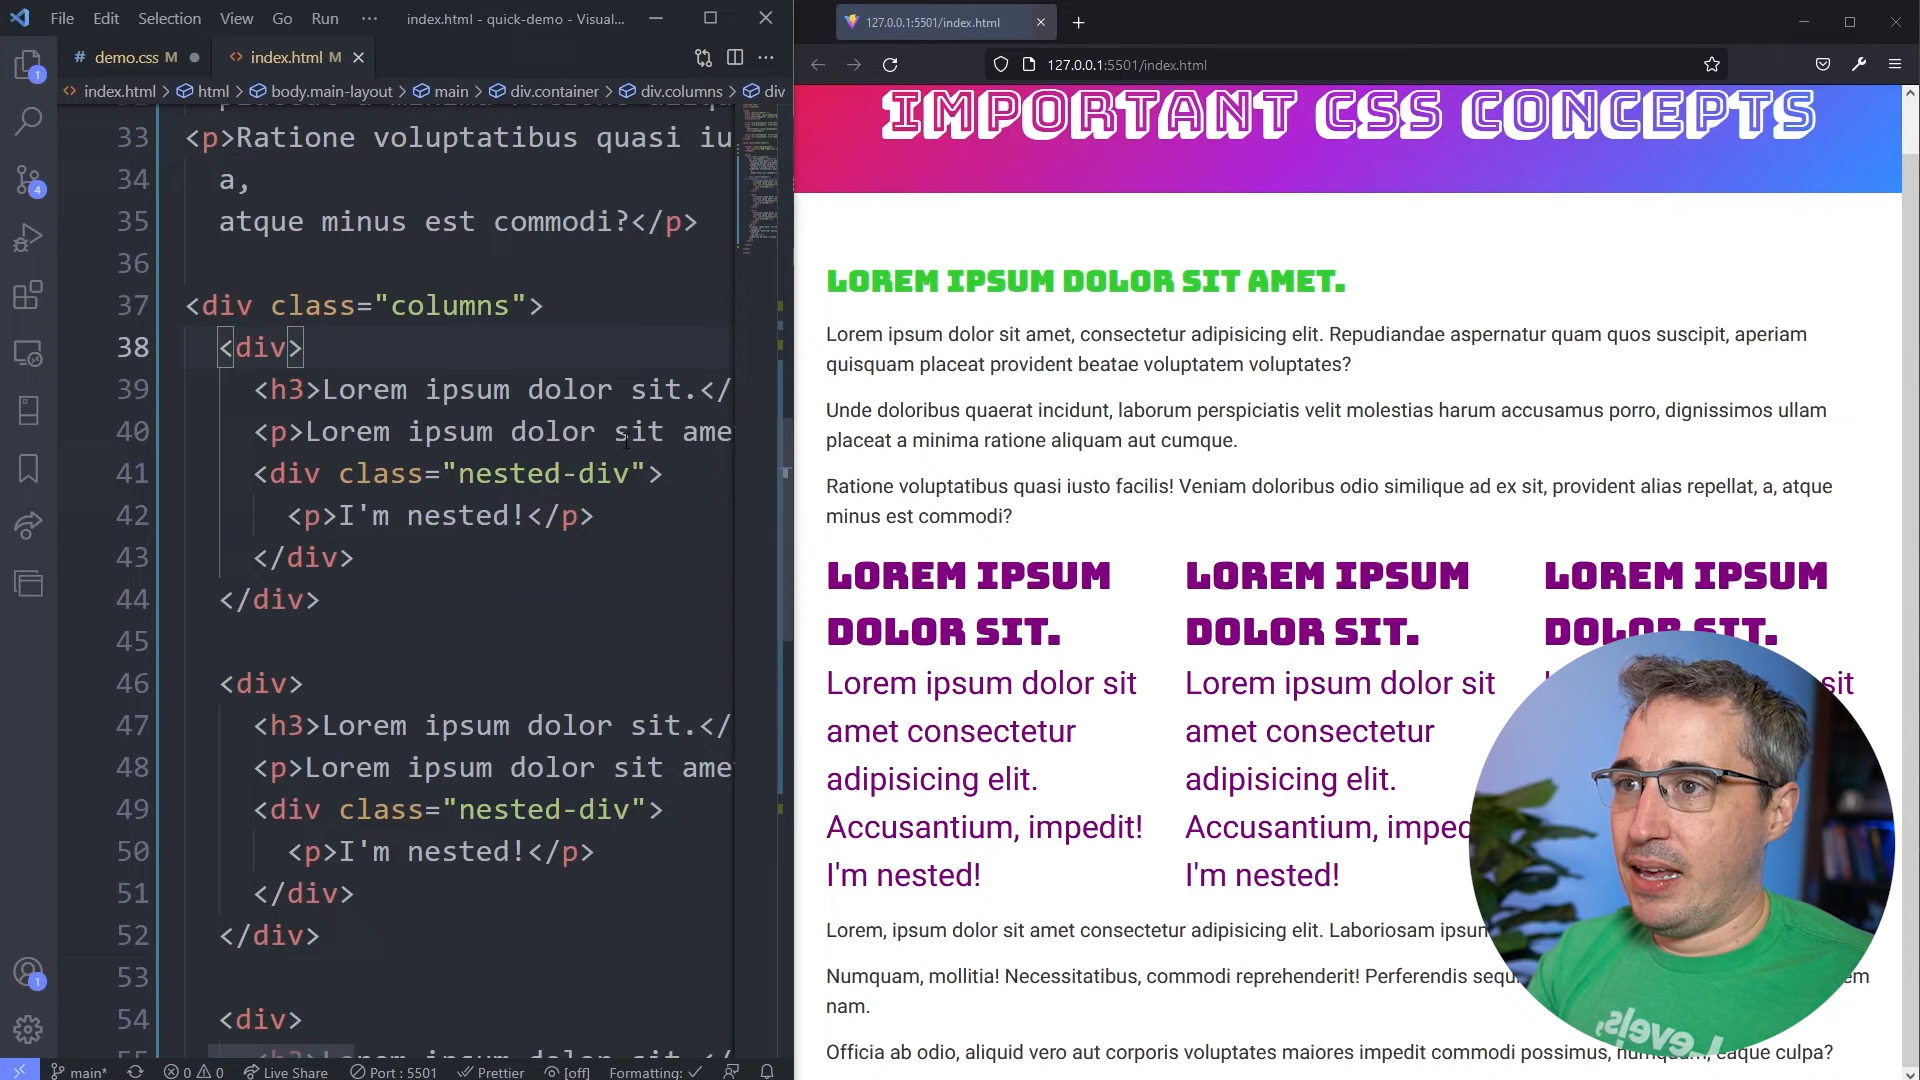 File Edit Selection View Go Run ··· index.html - quick-demo - Visual...
# demo.css M ● <> index.html M
<> index.html > html > body.main-layout > main > div.container > div.columns > div
33 <p>Ratione voluptatibus quasi iu
34 a,
35 atque minus est commodi?</p>
36
37 <div class="columns">
38 <div>
39 <h3>Lorem ipsum dolor sit.</
40 <p>Lorem ipsum dolor sit ame
41 <div class="nested-div">
42 <p>I'm nested!</p>
43 </div>
44 </div>
45
46 <div>
47 <h3>Lorem ipsum dolor sit.</
48 <p>Lorem ipsum dolor sit ame
49 <div class="nested-div">
50 <p>I'm nested!</p>
51 </div>
52 </div>
53
54 <div>
1
4
1
main* 0 0 Live Share Port : 5501 Prettier [off] Formatting:
127.0.0.1:5501/index.html
127.0.0.1:5501/index.html
IMPORTANT CSS CONCEPTS
LOREM IPSUM DOLOR SIT AMET.
Lorem ipsum dolor sit amet, consectetur adipisicing elit. Repudiandae aspernatur quam quos suscipit, aperiam
quisquam placeat provident beatae voluptatem voluptates?
Unde doloribus quaerat incidunt, laborum perspiciatis velit molestias harum accusamus porro, dignissimos ullam
placeat a minima ratione aliquam aut cumque.
Ratione voluptatibus quasi iusto facilis! Veniam doloribus odio similique ad ex sit, provident alias repellat, a, atque
minus est commodi?
LOREM IPSUM
DOLOR SIT.
Lorem ipsum dolor sit
amet consectetur
adipisicing elit.
Accusantium, impedit!
I'm nested!
LOREM IPSUM
DOLOR SIT.
Lorem ipsum dolor sit
amet consectetur
adipisicing elit.
Accusantium, imped
I'm nested!
LOREM IPSUM
DOLOR SIT.
sit
Lorem, ipsum dolor sit amet consectetur adipisicing elit. Laboriosam ipsun
Numquam, mollitia! Necessitatibus, commodi reprehenderit! Perferendis sequ em
nam.
Officia ab odio, aliquid vero aut corporis voluptates maiores impedit commodi possimus, eaque culpa?